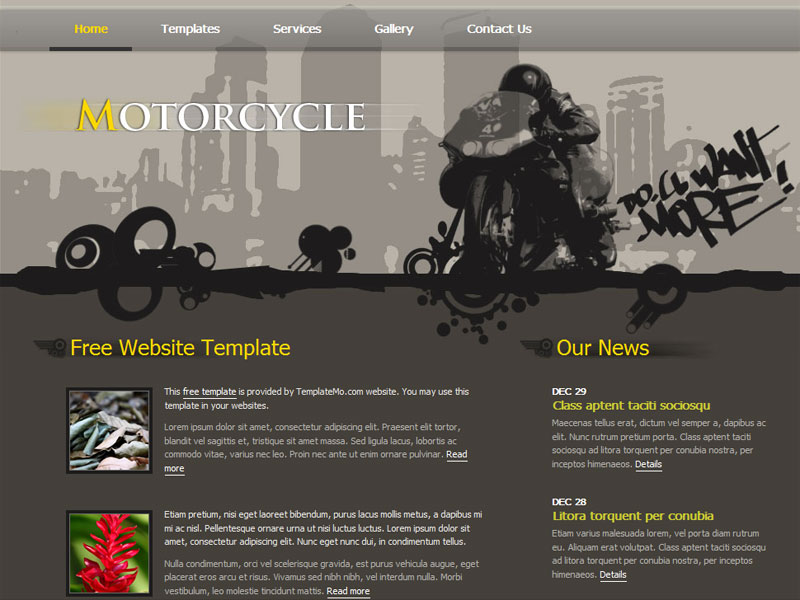 Home Templates Services Gallery Contact Us
MOTORCYCLE
WANT
MORE!
Free Website Template
This free template is provided by TemplateMo.com website. You may use this
template in your websites.
Lorem ipsum dolor sit amet, consectetur adipiscing elit. Praesent elit tortor,
blandit vel sagittis et, tristique sit amet massa. Sed ligula lacus, lobortis ac
commodo vitae, varius nec leo. Proin nec ante ut enim ornare pulvinar. Read
more
Etiam pretium, nisi eget laoreet bibendum, purus lacus mollis metus, a dapibus mi
mi ac nisl. Pellentesque ornare urna ut nisi luctus luctus. Lorem ipsum dolor sit
amet, consectetur adipiscing elit. Nunc eget nunc dui, in condimentum tellus.
Nulla condimentum, orci vel scelerisque gravida, est purus vehicula augue, eget
placerat eros arcu et risus. Vivamus sed nibh nibh, vel interdum nulla. Morbi
vestibulum, leo molestie tincidunt mattis. Read more
Our News
DEC 29
Class aptent taciti sociosqu
Maecenas tellus erat, dictum vel semper a, dapibus ac
elit. Nunc rutrum pretium porta. Class aptent taciti
sociosqu ad litora torquent per conubia nostra, per
inceptos himenaeos. Details
DEC 28
Litora torquent per conubia
Etiam varius malesuada lorem, vel porta diam rutrum
eu. Aliquam erat volutpat. Class aptent taciti sociosqu
ad litora torquent per conubia nostra, per inceptos
himenaeos. Details